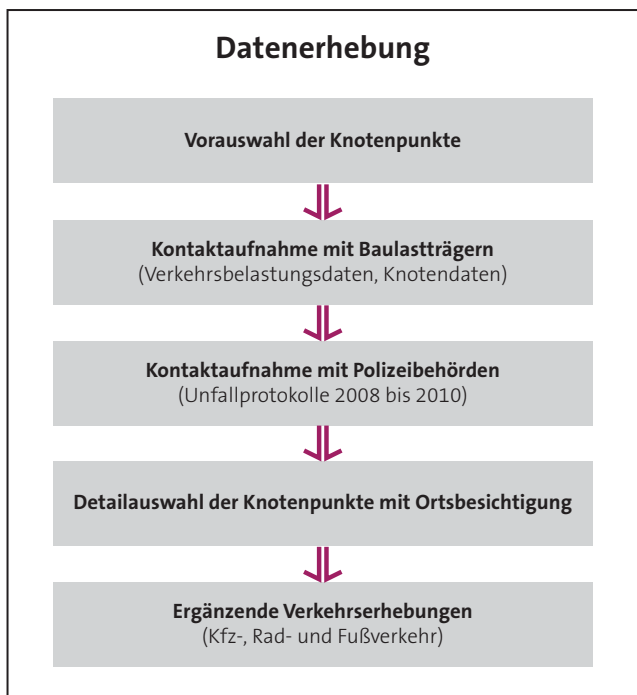 Datenerhebung
Vorauswahl der Knotenpunkte
Kontaktaufnahme mit Baulastträgern
(Verkehrsbelastungsdaten, Knotendaten)
Kontaktaufnahme mit Polizeibehörden
(Unfallprotokolle 2008 bis 2010)
Detailauswahl der Knotenpunkte mit Ortsbesichtigung
Ergänzende Verkehrserhebungen
(Kfz-, Rad- und Fußverkehr)